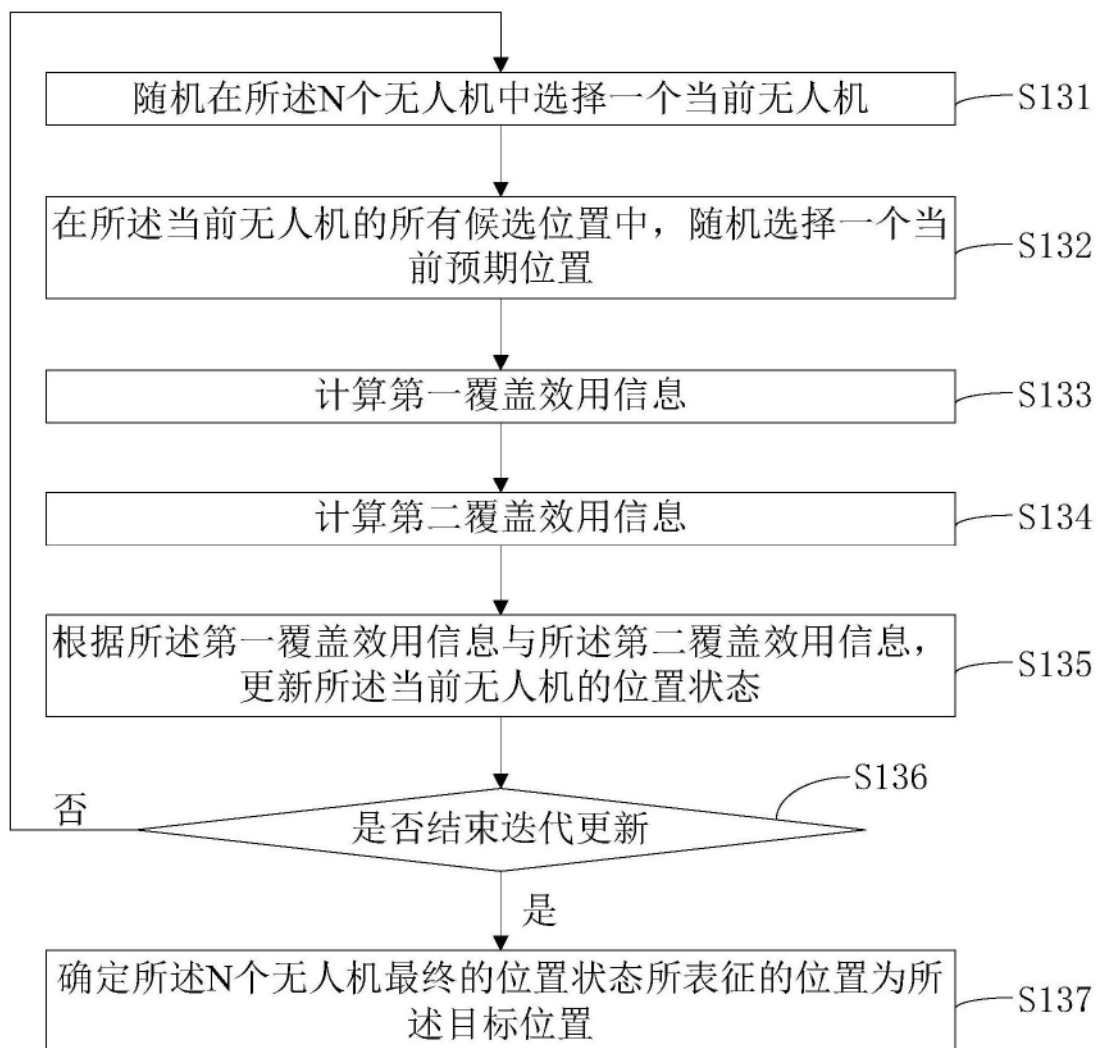 随机在所述N个无人机中选择一个当前无人机
S131
在所述当前无人机的所有候选位置中，随机选择一个当
前预期位置
S132
计算第一覆盖效用信息
S133
计算第二覆盖效用信息
S134
根据所述第一覆盖效用信息与所述第二覆盖效用信息，
更新所述当前无人机的位置状态
S135
S136
否
是否结束迭代更新
是
确定所述N个无人机最终的位置状态所表征的位置为所
述目标位置
S137